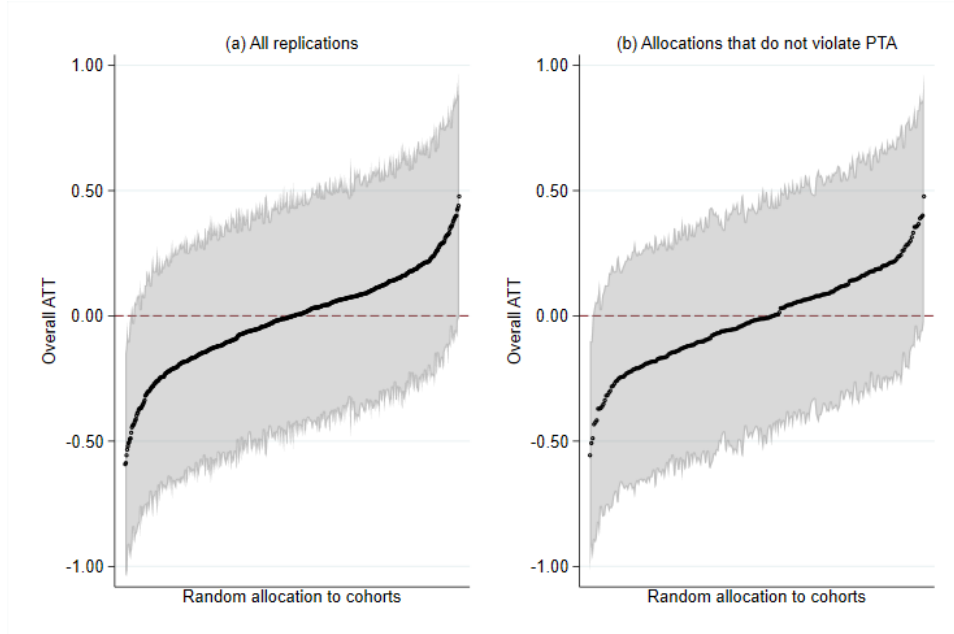 (a) All replications
1.00
0.50
0.00
-0.50
-1.00
Overall ATT
Random allocation to cohorts
(b) Allocations that do not violate PTA
1.00
0.50
0.00
-0.50
-1.00
Overall ATT
Random allocation to cohorts